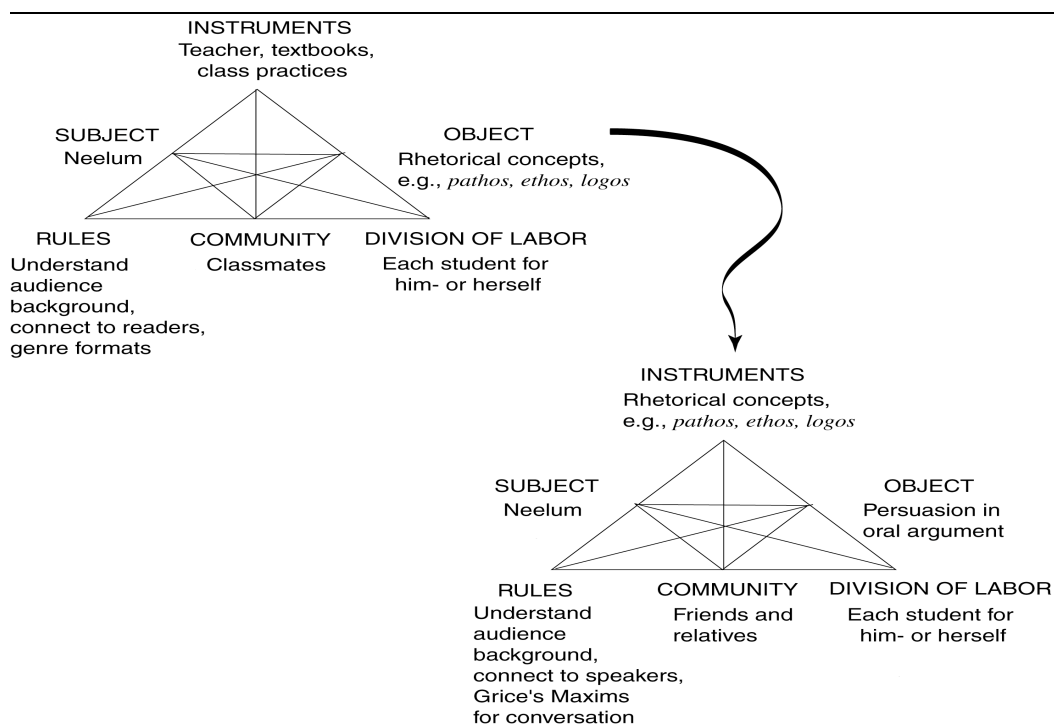 INSTRUMENTS
Teacher, textbooks,
class practices
SUBJECT
Neelum
OBJECT
Rhetorical concepts,
e.g., pathos, ethos, logos
RULES
Understand
audience
background,
connect to readers,
genre formats
COMMUNITY
Classmates
DIVISION OF LABOR
Each student for
him- or herself
INSTRUMENTS
Rhetorical concepts,
e.g., pathos, ethos, logos
SUBJECT
Neelum
OBJECT
Persuasion in
oral argument
RULES
Understand
audience
background,
connect to speakers,
Grice's Maxims
for conversation
COMMUNITY
Friends and
relatives
DIVISION OF LABOR
Each student for
him- or herself